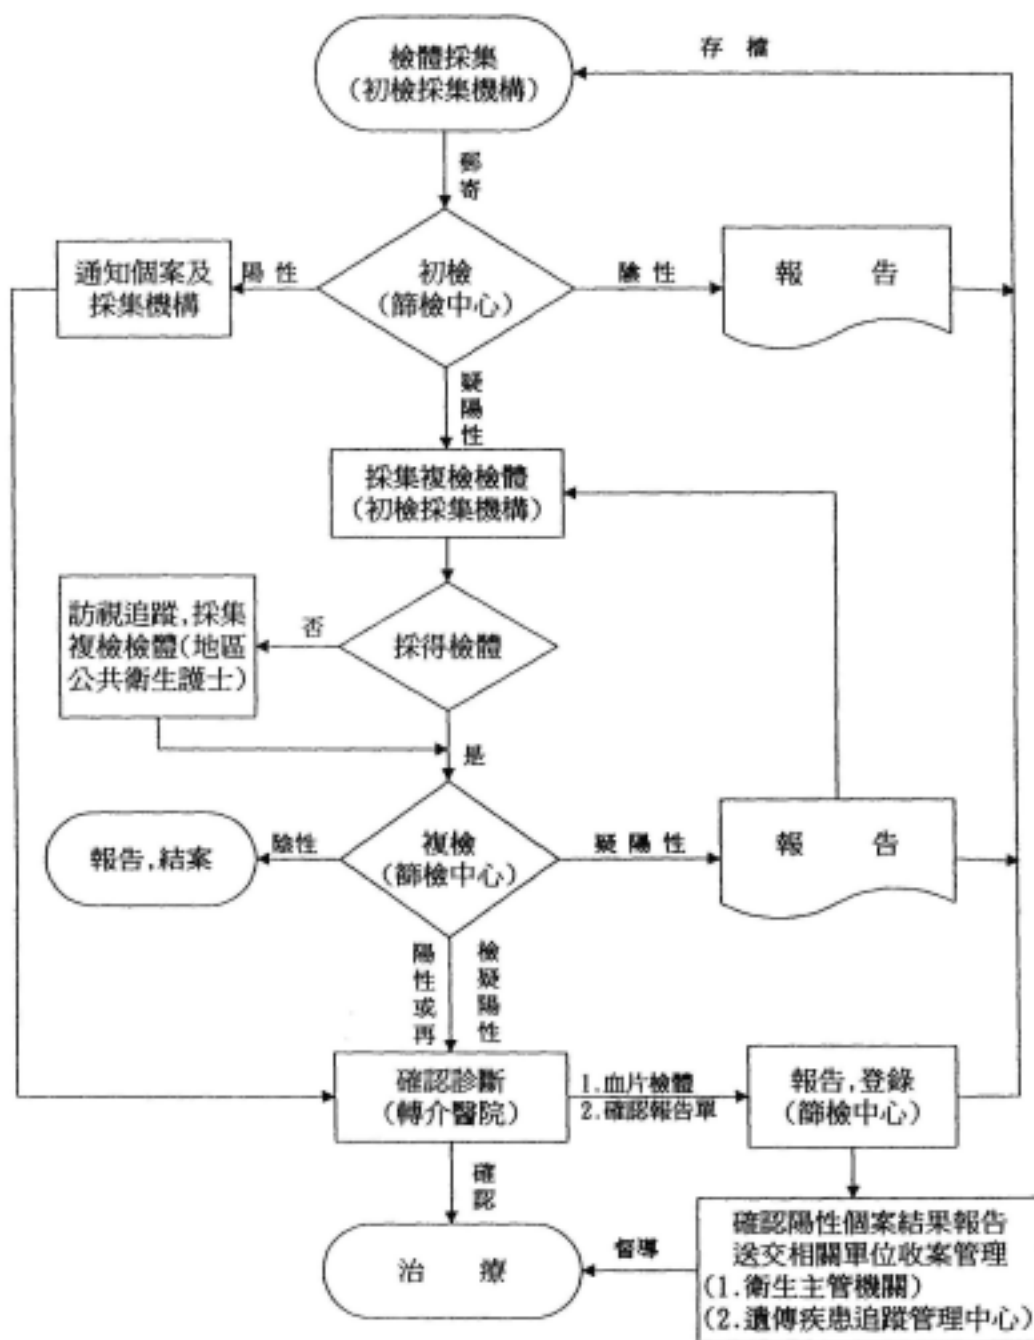 檢體採集
(初檢採集機構)
存 檔
郵寄
通知個案及
採集機構
陽 性
初檢
(篩檢中心)
陰 性
報 告
疑陽性
採集複檢檢體
(初檢採集機構)
訪視追蹤,採集
複檢檢體(地區
公共衛生護士)
否
採得檢體
是
報告,結案
陰性
複檢
(篩檢中心)
疑 陽 性
報 告
陽性或再
檢疑陽性
確認診斷
(轉介醫院)
1.血片檢體
2.確認報告單
報告,登錄
(篩檢中心)
確認
治 療
督導
確認陽性個案結果報告
送交相關單位收案管理
(1.衛生主管機關)
(2.遺傳疾患追蹤管理中心)